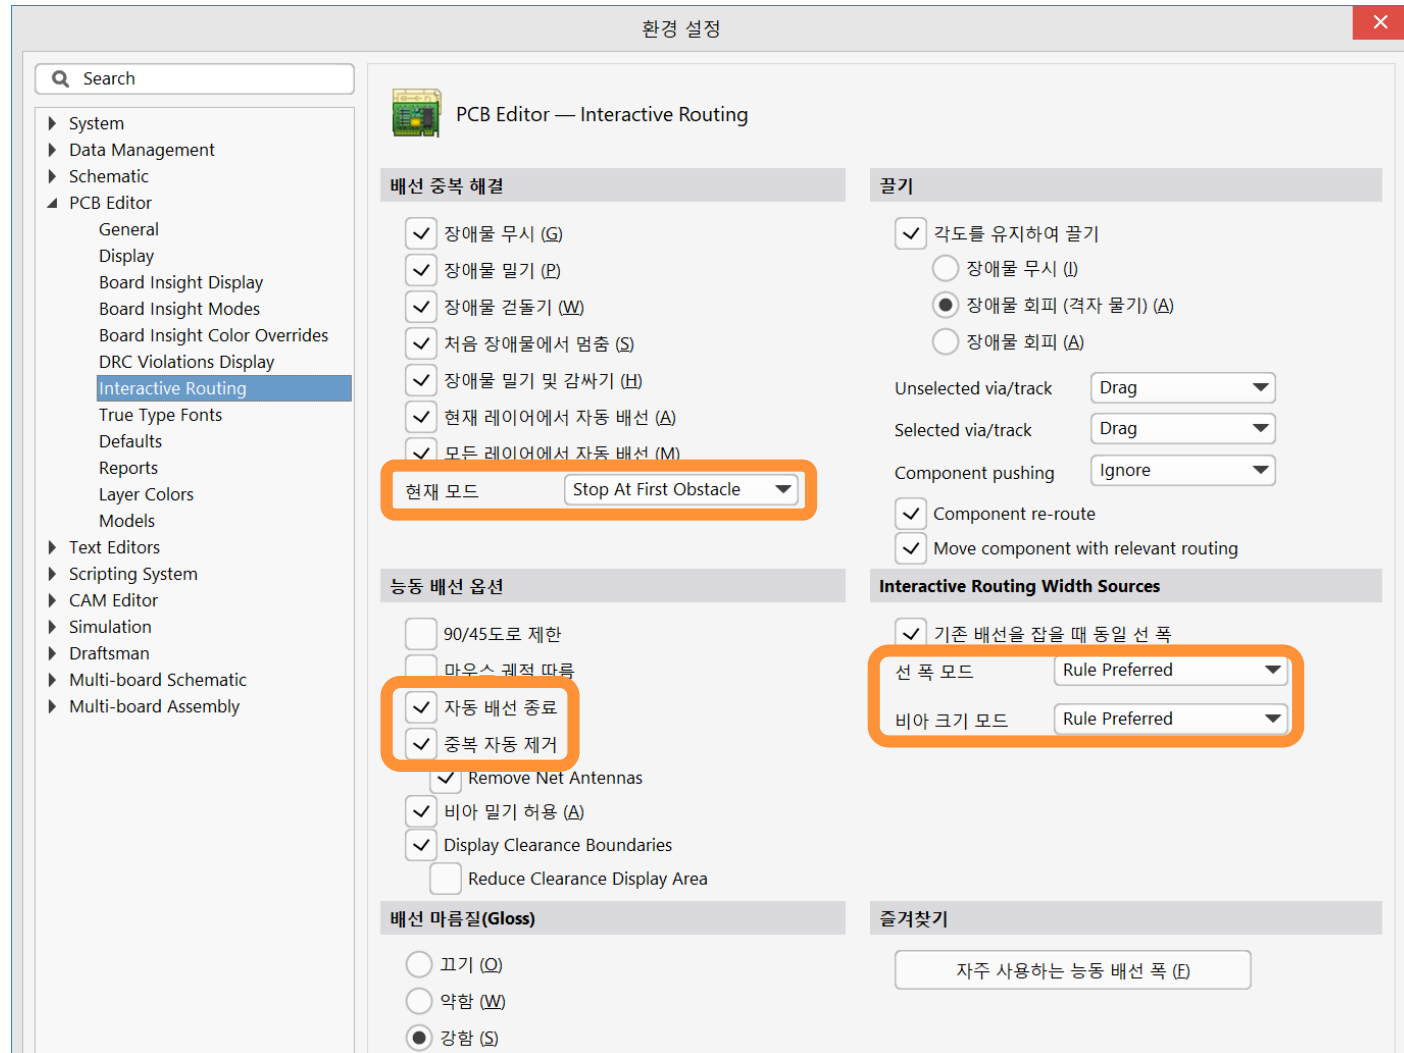 환경 설정
Search
System
Data Management
Schematic
PCB Editor
General
Display
Board Insight Display
Board Insight Modes
Board Insight Color Overrides
DRC Violations Display
Interactive Routing
True Type Fonts
Defaults
Reports
Layer Colors
Models
Text Editors
Scripting System
CAM Editor
Simulation
Draftsman
Multi-board Schematic
Multi-board Assembly
PCB Editor — Interactive Routing
배선 중복 해결
장애물 무시 (G)
장애물 밀기 (P)
장애물 걷돌기 (W)
처음 장애물에서 멈춤 (S)
장애물 밀기 및 감싸기 (H)
현재 레이어에서 자동 배선 (A)
모든 레이어에서 자동 배선 (M)
현재 모드 Stop At First Obstacle
능동 배선 옵션
90/45도로 제한
마우스 궤적 따름
자동 배선 종료
중복 자동 제거
Remove Net Antennas
비아 밀기 허용 (A)
Display Clearance Boundaries
Reduce Clearance Display Area
배선 마름질(Gloss)
끄기 (O)
약함 (W)
강함 (S)
끌기
각도를 유지하여 끌기
장애물 무시 (I)
장애물 회피 (격자 물기) (A)
장애물 회피 (A)
Unselected via/track Drag
Selected via/track Drag
Component pushing Ignore
Component re-route
Move component with relevant routing
Interactive Routing Width Sources
기존 배선을 잡을 때 동일 선 폭
선 폭 모드 Rule Preferred
비아 크기 모드 Rule Preferred
즐겨찾기
자주 사용하는 능동 배선 폭 (F)